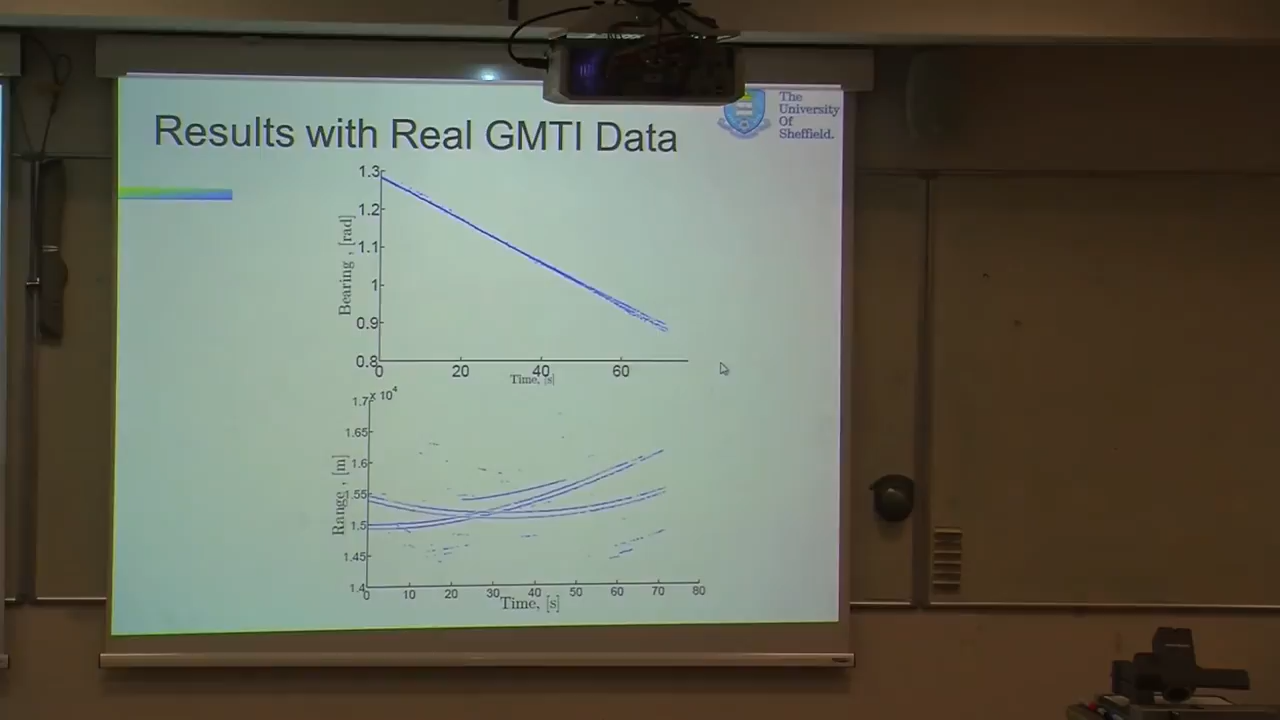 Results with Real GMTI Data
The
University
Of
Sheffield.
1.3
1.2
1.1
1
0.9
0.8
Bearing , [rad]
0 20 40 60
Time, [s]
1.7 x 10^4
1.65
1.6
1.55
1.5
1.45
1.4
Range , [m]
0 10 20 30 40 50 60 70 80
Time, [s]